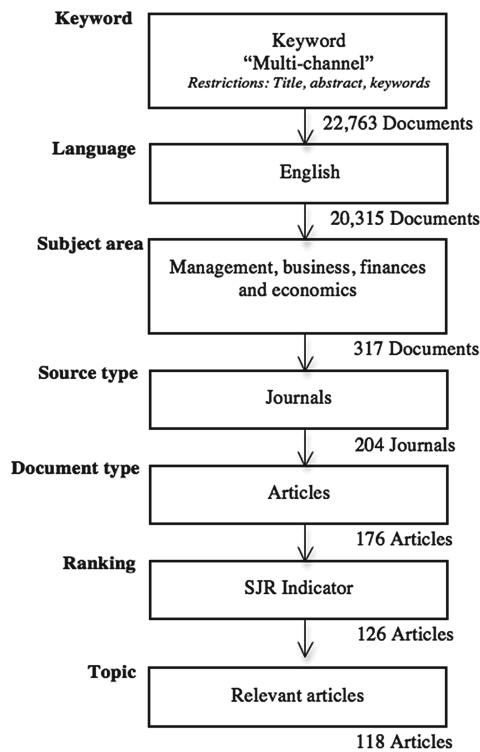 Keyword
Keyword
“Multi-channel”
Restrictions: Title, abstract, keywords
22,763 Documents
Language
English
20,315 Documents
Subject area
Management, business, finances
and economics
317 Documents
Source type
Journals
204 Journals
Document type
Articles
176 Articles
Ranking
SJR Indicator
126 Articles
Topic
Relevant articles
118 Articles